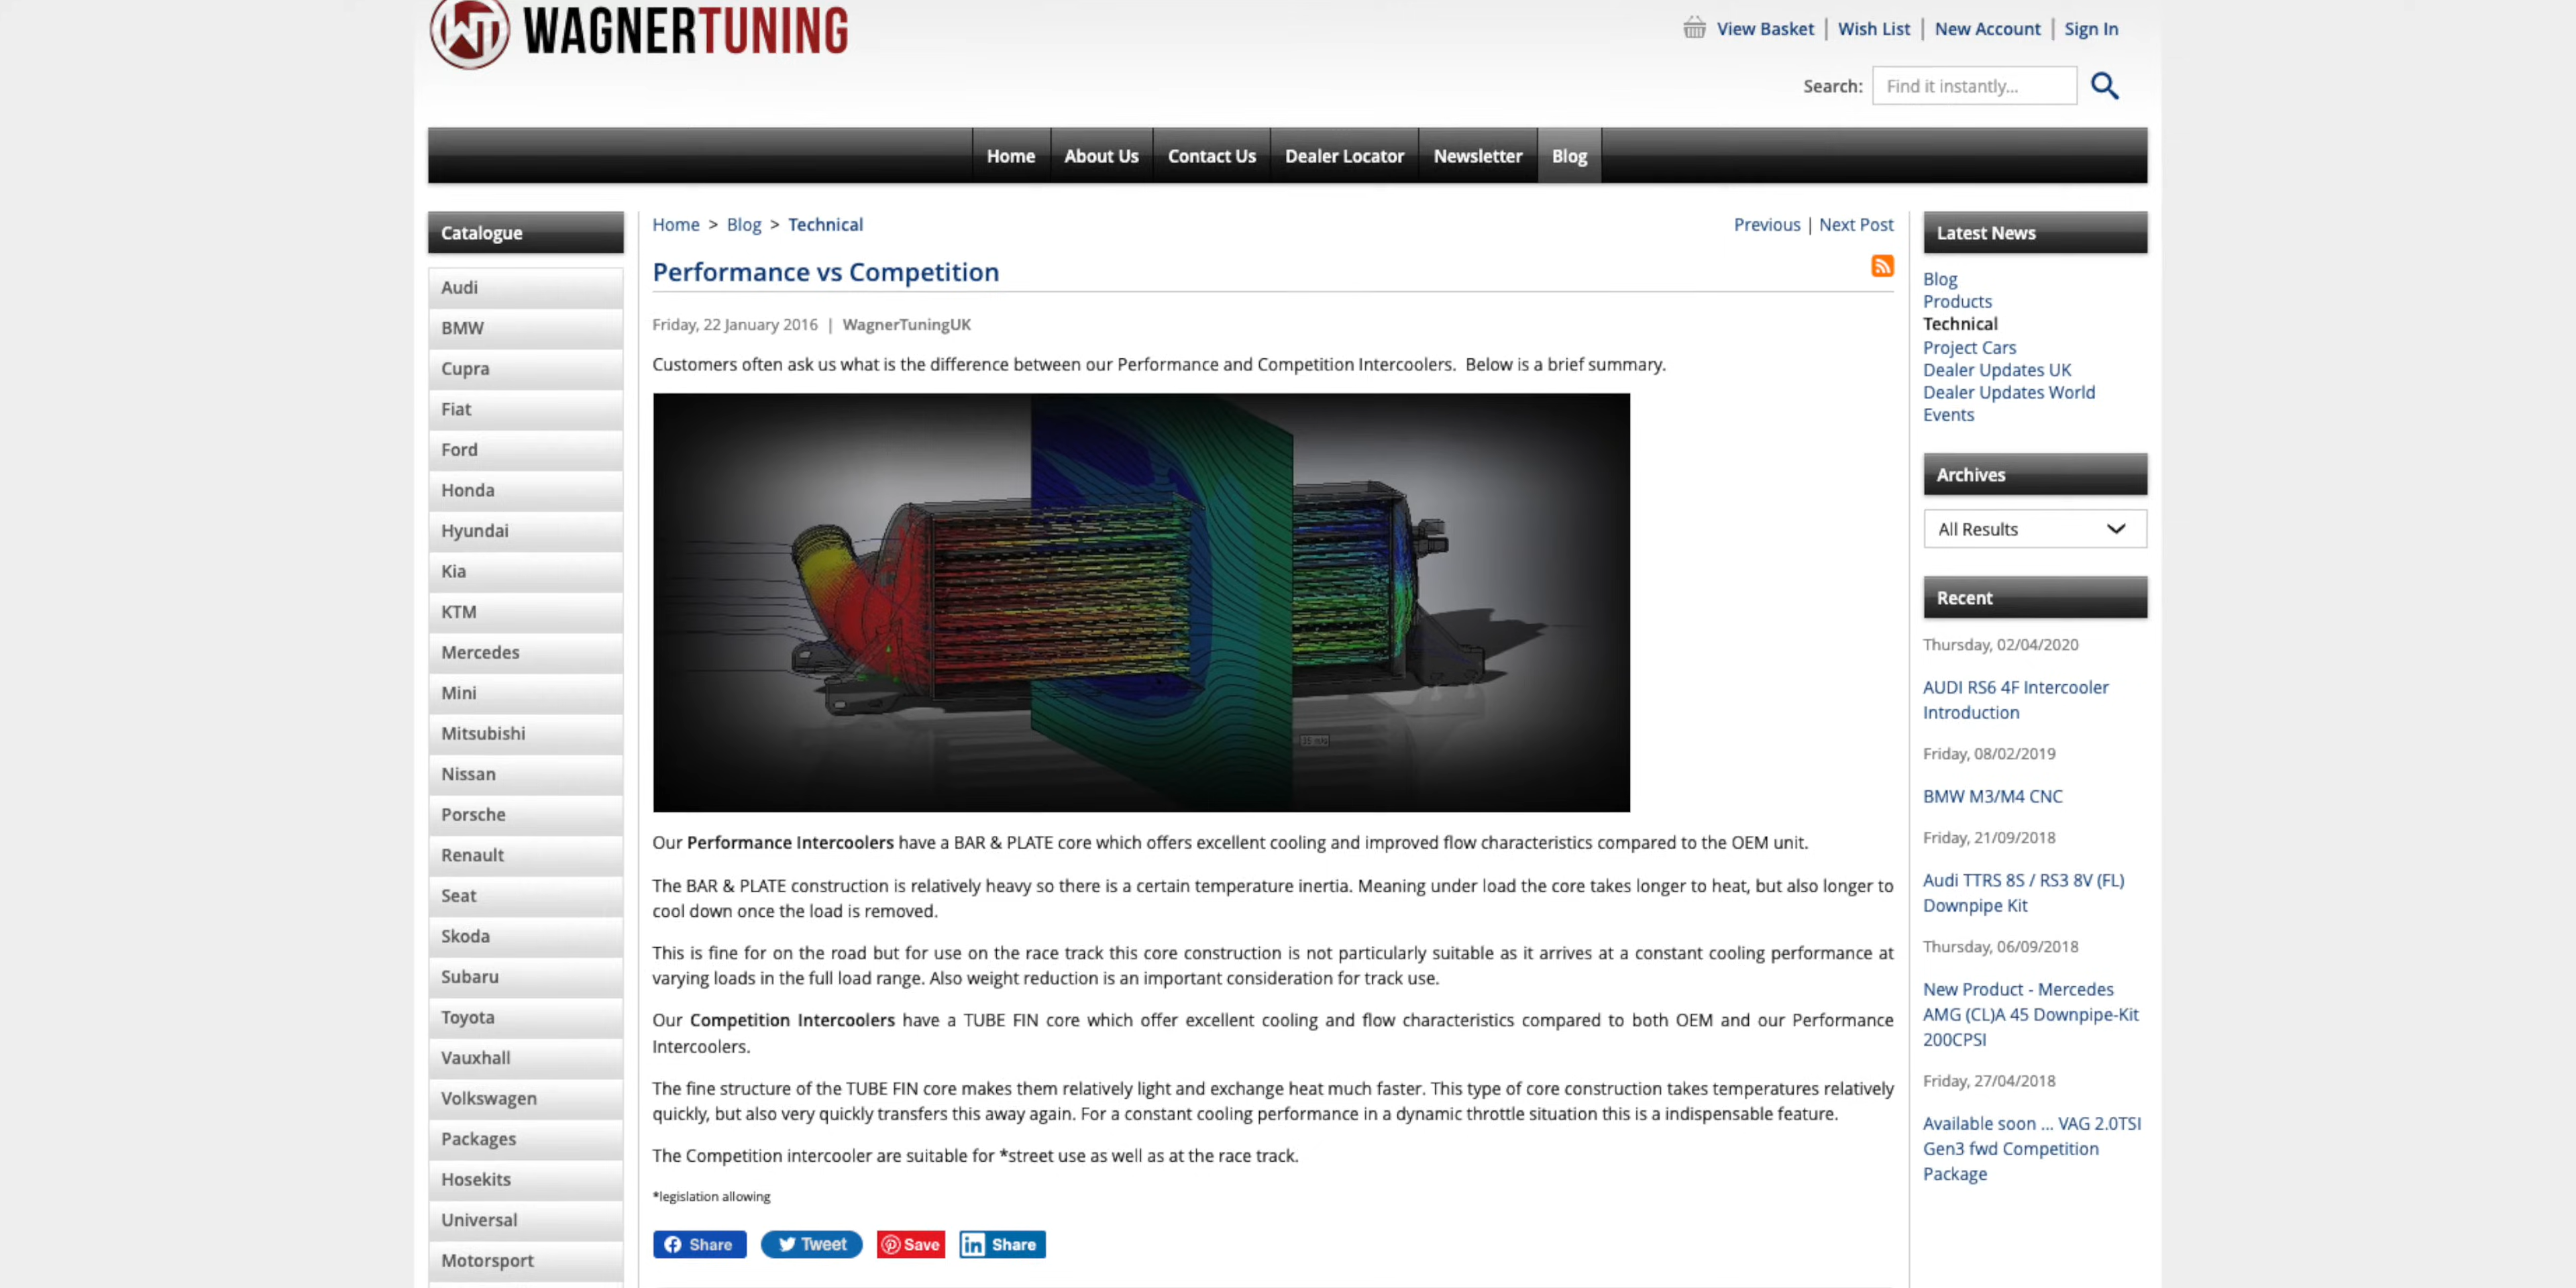 WAGNERTUNING
View Basket | Wish List | New Account | Sign In
Search: Find it instantly...
Home About Us Contact Us Dealer Locator Newsletter Blog
Catalogue
Audi
BMW
Cupra
Fiat
Ford
Honda
Hyundai
Kia
KTM
Mercedes
Mini
Mitsubishi
Nissan
Porsche
Renault
Seat
Skoda
Subaru
Toyota
Vauxhall
Volkswagen
Packages
Hosekits
Universal
Motorsport
Home > Blog > Technical
Previous | Next Post
Performance vs Competition
Friday, 22 January 2016 | WagnerTuningUK
Customers often ask us what is the difference between our Performance and Competition Intercoolers. Below is a brief summary.
Our Performance Intercoolers have a BAR & PLATE core which offers excellent cooling and improved flow characteristics compared to the OEM unit.
The BAR & PLATE construction is relatively heavy so there is a certain temperature inertia. Meaning under load the core takes longer to heat, but also longer to
cool down once the load is removed.
This is fine for on the road but for use on the race track this core construction is not particularly suitable as it arrives at a constant cooling performance at
varying loads in the full load range. Also weight reduction is an important consideration for track use.
Our Competition Intercoolers have a TUBE FIN core which offer excellent cooling and flow characteristics compared to both OEM and our Performance
Intercoolers.
The fine structure of the TUBE FIN core makes them relatively light and exchange heat much faster. This type of core construction takes temperatures relatively
quickly, but also very quickly transfers this away again. For a constant cooling performance in a dynamic throttle situation this is a indispensable feature.
The Competition intercooler are suitable for *street use as well as at the race track.
*legislation allowing
Share Tweet Save Share
Latest News
Blog
Products
Technical
Project Cars
Dealer Updates UK
Dealer Updates World
Events
Archives
All Results
Recent
Thursday, 02/04/2020
AUDI RS6 4F Intercooler
Introduction
Friday, 08/02/2019
BMW M3/M4 CNC
Friday, 21/09/2018
Audi TTRS 8S / RS3 8V (FL)
Downpipe Kit
Thursday, 06/09/2018
New Product - Mercedes
AMG (CL)A 45 Downpipe-Kit
200CPSI
Friday, 27/04/2018
Available soon ... VAG 2.0TSI
Gen3 fwd Competition
Package